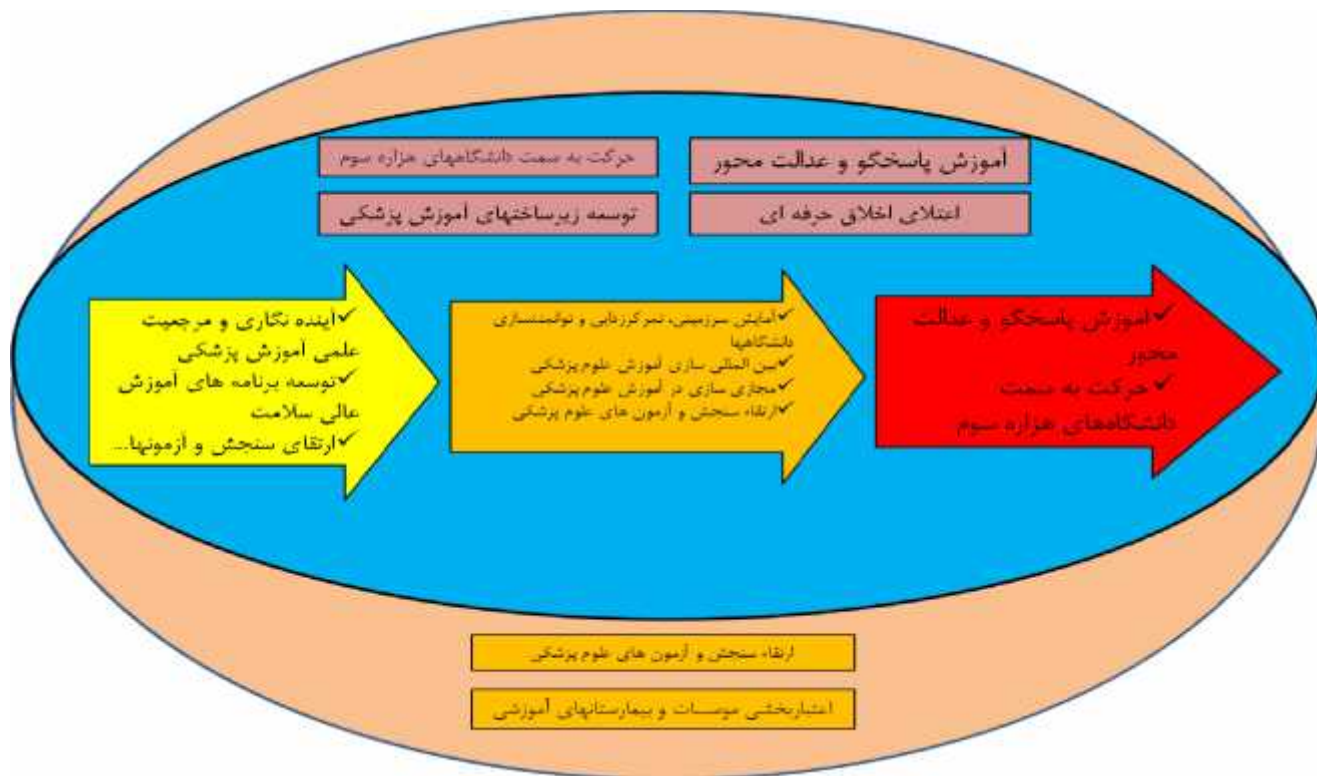 آموزش پاسخگو و عدالت محور
حرکت به سمت دانشگاههای هزاره سوم
اعتلای اخلاق حرفه ای
توسعه زیرساختهای آموزش پزشکی
✓آموزش پاسخگو و عدالت
محور
✓حرکت به سمت
دانشگاه‌های هزاره سوم
✓آمایش سرزمینی، تمرکززدایی و توانمندسازی
دانشگاهها
✓بین المللی سازی آموزش علوم پزشکی
✓مجازی سازی در آموزش علوم پزشکی
✓ارتقاء سنجش و آزمون های علوم پزشکی
✓آینده نگاری و مرجعیت
علمی آموزش پزشکی
✓توسعه برنامه های آموزش
عالی سلامت
✓ارتقای سنجش و آزمونها...
ارتقاء سنجش و آزمون های علوم پزشکی
اعتباربخشی موسسات و بیمارستانهای آموزشی